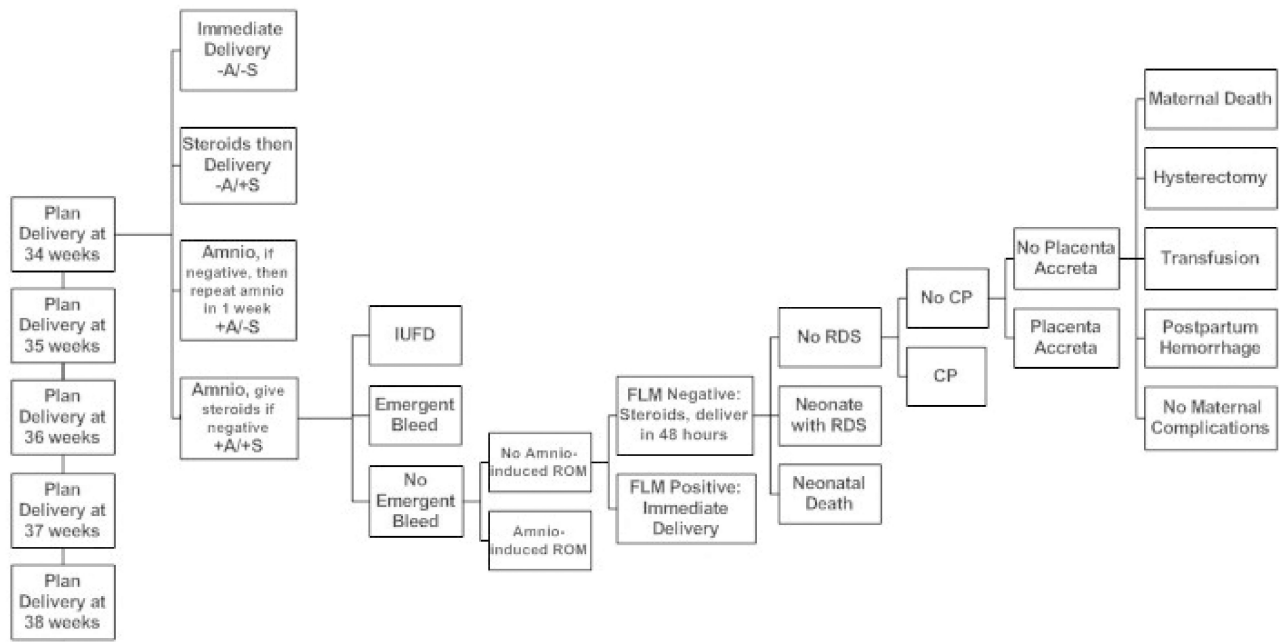 Immediate
Delivery
-A/-S
Steroids then
Delivery
-A/+S
Plan
Delivery at
34 weeks
Amnio, if
negative, then
repeat amnio
in 1 week
+A/-S
Plan
Delivery at
35 weeks
Amnio, give
steroids if
negative
+A/+S
Plan
Delivery at
36 weeks
Plan
Delivery at
37 weeks
Plan
Delivery at
38 weeks
IUFD
Emergent
Bleed
No
Emergent
Bleed
No Amnio-
induced ROM
Amnio-
induced ROM
FLM Negative:
Steroids, deliver
in 48 hours
FLM Positive:
Immediate
Delivery
No RDS
Neonate
with RDS
Neonatal
Death
No CP
CP
No Placenta
Accreta
Placenta
Accreta
Maternal Death
Hysterectomy
Transfusion
Postpartum
Hemorrhage
No Maternal
Complications